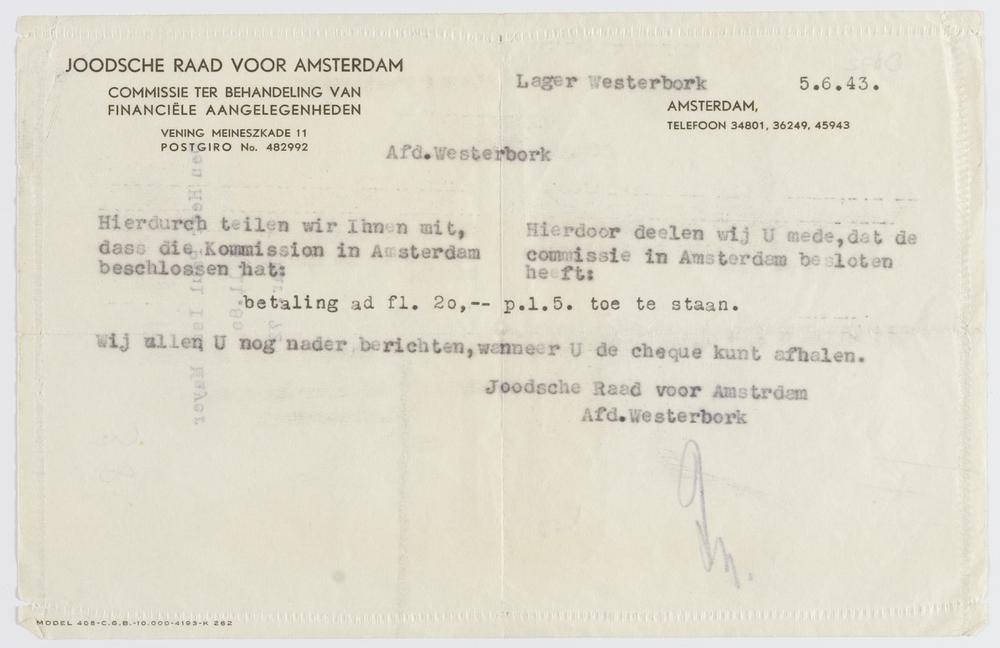 JOODSCHE RAAD VOOR AMSTERDAM
COMMISSIE TER BEHANDELING VAN
FINANCIËLE AANGELEGENHEDEN
VENING MEINESZKADE 11
POSTGIRO No. 482992
Lager Westerbork 5.6.43.
AMSTERDAM,
TELEFOON 34801, 36249, 45943
Afd.Westerbork
Hierdurch teilen wir Ihnen mit,
dass die Kommission in Amsterdam
beschlossen hat:
Hierdoor deelen wij U mede,dat de
commissie in Amsterdam besloten
heeft:
betaling ad fl. 2o,-- p.l.5. toe te staan.
Wij ullen U nog nader berichten,wanneer U de cheque kunt afhalen.
Joodsche Raad voor Amstrdam
Afd.Westerbork
MODEL 408-C.G.B.-10.000-4193-K 262